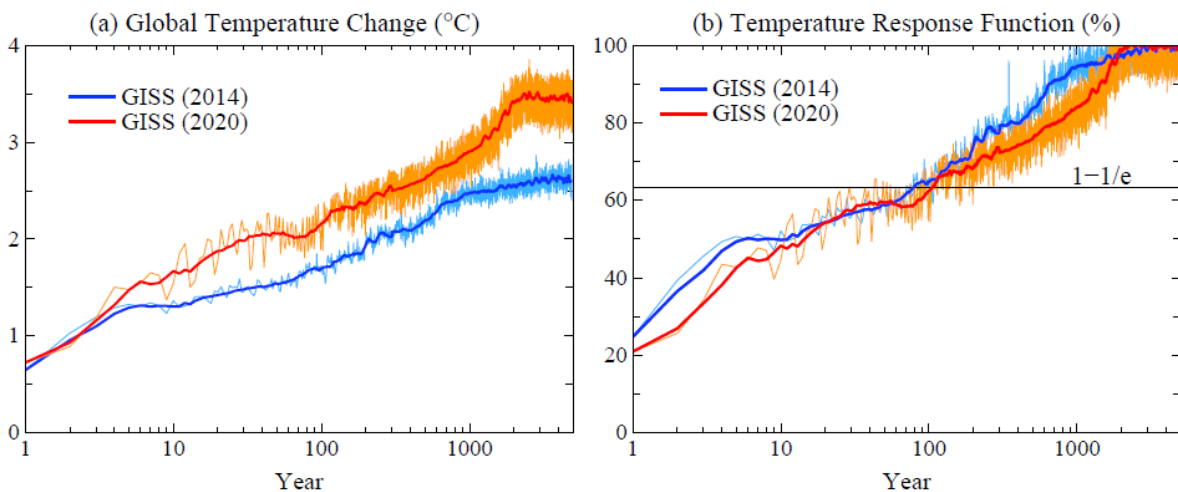 (a) Global Temperature Change (°C)
4
3
2
1
0
GISS (2014)
GISS (2020)
1
10
100
1000
Year
(b) Temperature Response Function (%)
100
80
60
40
20
0
GISS (2014)
GISS (2020)
1−1/e
1
10
100
1000
Year